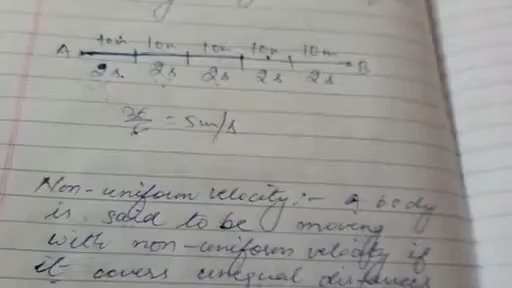 10m 10m 10m 10m 10m
A B
2s 2s 2s 2s 2s
= 5m/s
Non-uniform velocity:- a body
is said to be moving
with non-uniform velocity if
it covers unequal distances